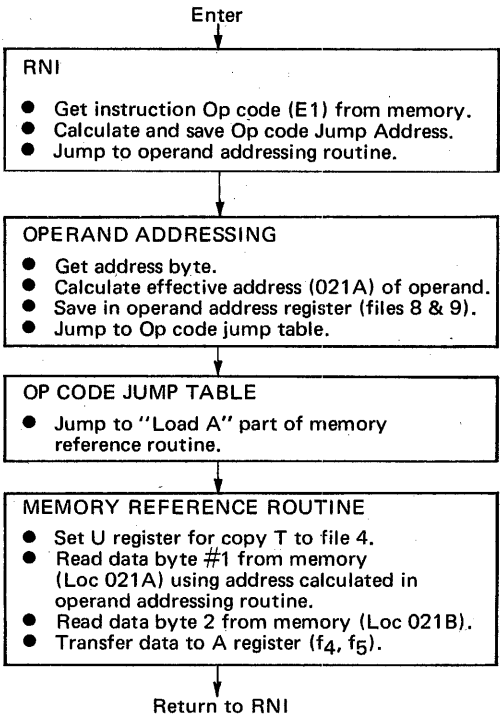 Enter
RNI
● Get instruction Op code (E1) from memory.
● Calculate and save Op code Jump Address.
● Jump to operand addressing routine.
OPERAND ADDRESSING
● Get address byte.
● Calculate effective address (021A) of operand.
● Save in operand address register (files 8 & 9).
● Jump to Op code jump table.
OP CODE JUMP TABLE
● Jump to "Load A" part of memory
reference routine.
MEMORY REFERENCE ROUTINE
● Set U register for copy T to file 4.
● Read data byte #1 from memory
(Loc 021A) using address calculated in
operand addressing routine.
● Read data byte 2 from memory (Loc 021B).
● Transfer data to A register (f4, f5).
Return to RNI